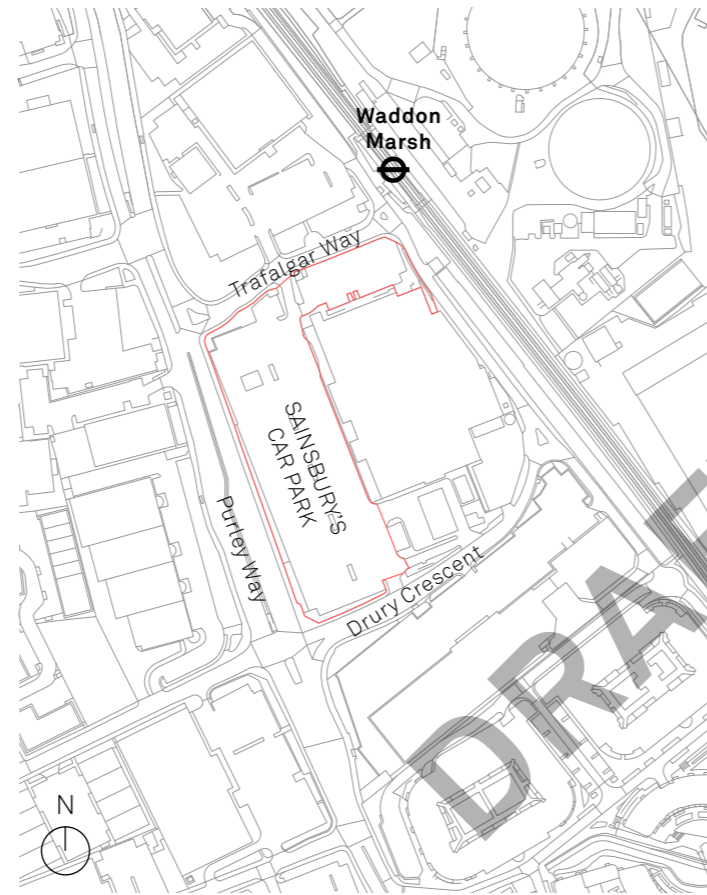 Waddon
Marsh
Trafalgar Way
SAINSBURY'S
CAR PARK
Purley Way
Drury Crescent
DRA
N